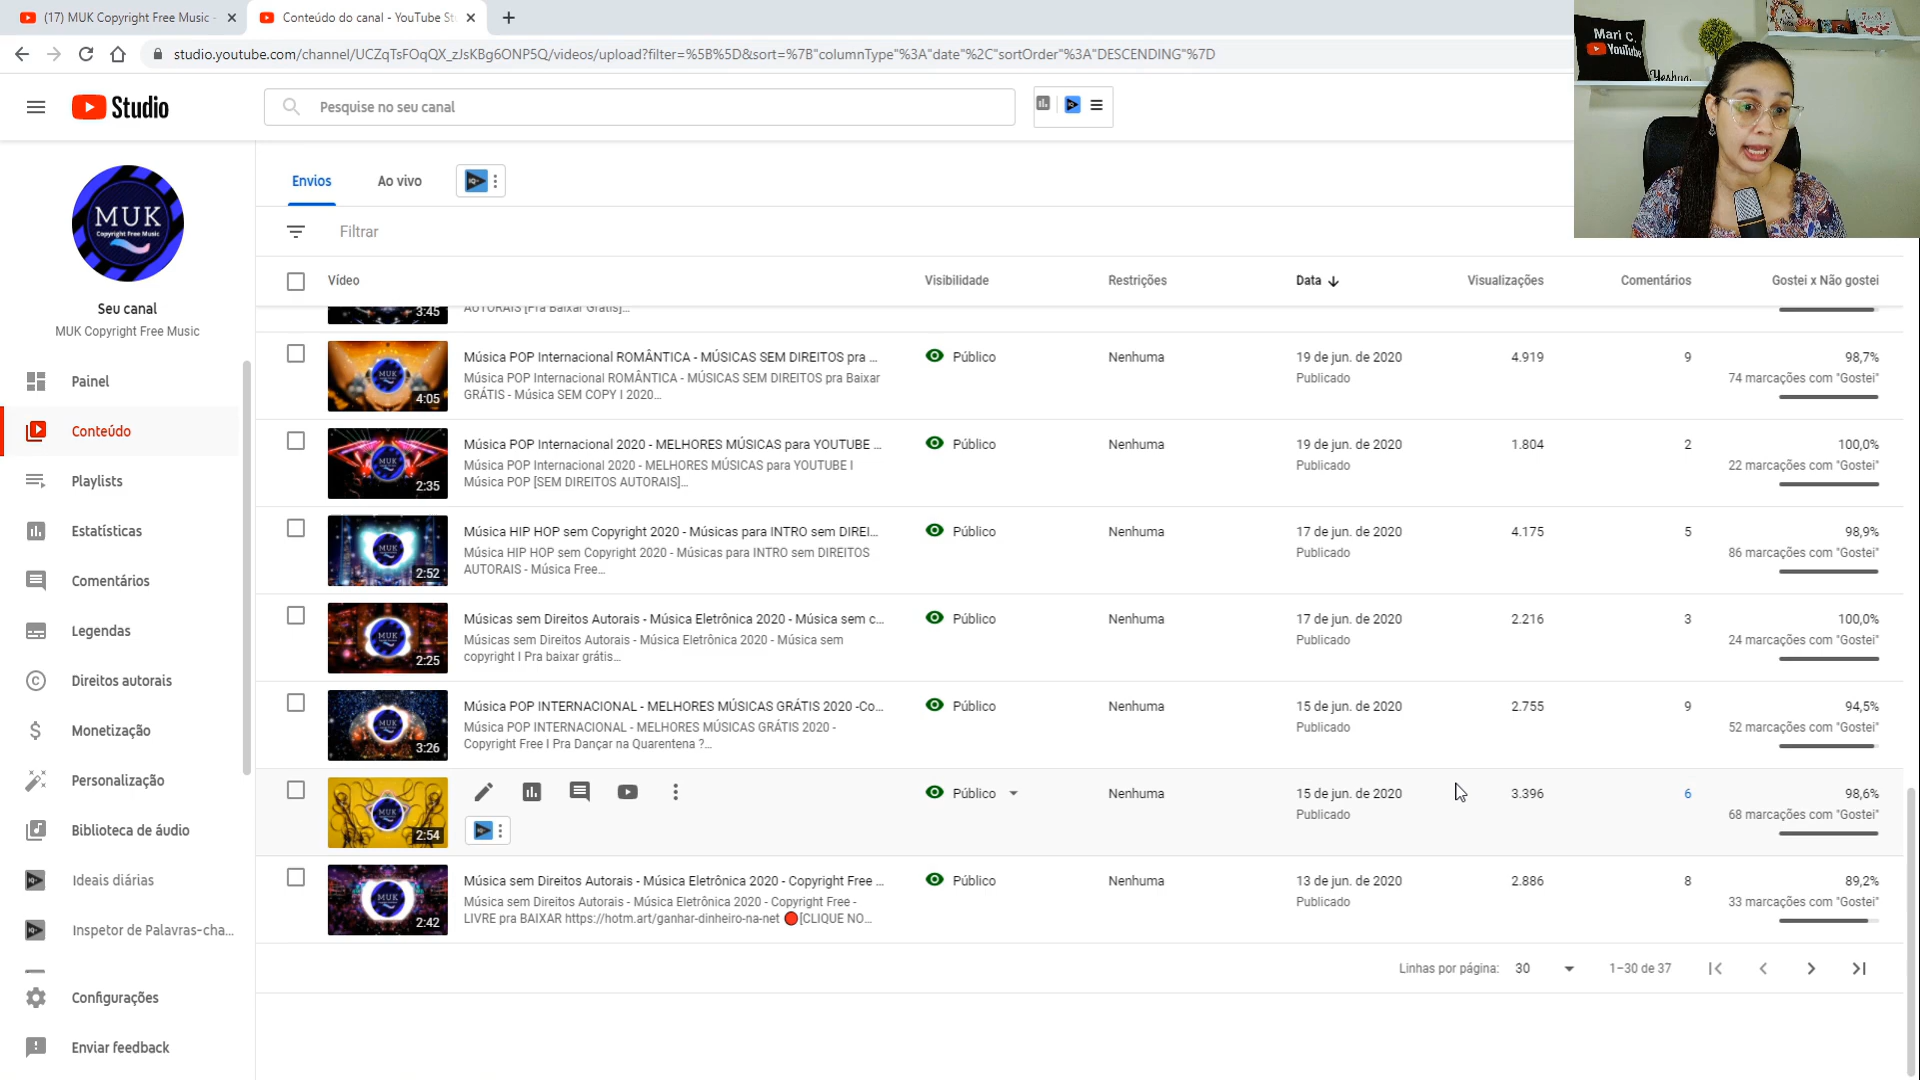 (17) MUK Copyright Free Music -
Conteúdo do canal - YouTube St
studio.youtube.com/channel/UCZqTsFOqQX_zJsKBg6ONP5Q/videos/upload?filter=%5B%5D&sort=%7B"columnType"%3A"date"%2C"sortOrder"%3A"DESCENDING"%7D
Mari C.
YouTube
Yeshua
Studio
Pesquise no seu canal
Envios
Ao vivo
Filtrar
MUK
Copyright Free Music
Seu canal
MUK Copyright Free Music
Painel
Conteúdo
Playlists
Estatísticas
Comentários
Legendas
Direitos autorais
Monetização
Personalização
Biblioteca de áudio
Ideais diárias
Inspetor de Palavras-cha...
Configurações
Enviar feedback
Vídeo Visibilidade Restrições Data Visualizações Comentários Gostei x Não gostei
3:45
AUTORAIS [Pra Baixar Grátis]...
Música POP Internacional ROMÂNTICA - MÚSICAS SEM DIREITOS pra ... Público Nenhuma 19 de jun. de 2020 4.919 9 98,7%
Música POP Internacional ROMÂNTICA - MÚSICAS SEM DIREITOS pra Baixar Publicado 74 marcações com "Gostei"
GRÁTIS - Música SEM COPY I 2020...
MUK
4:05
Música POP Internacional 2020 - MELHORES MÚSICAS para YOUTUBE ... Público Nenhuma 19 de jun. de 2020 1.804 2 100,0%
Música POP Internacional 2020 - MELHORES MÚSICAS para YOUTUBE I Publicado 22 marcações com "Gostei"
Música POP [SEM DIREITOS AUTORAIS]...
MUK
2:35
Música HIP HOP sem Copyright 2020 - Músicas para INTRO sem DIREI... Público Nenhuma 17 de jun. de 2020 4.175 5 98,9%
Música HIP HOP sem Copyright 2020 - Músicas para INTRO sem DIREITOS Publicado 86 marcações com "Gostei"
AUTORAIS - Música Free...
MUK
2:52
Músicas sem Direitos Autorais - Música Eletrônica 2020 - Música sem c... Público Nenhuma 17 de jun. de 2020 2.216 3 100,0%
Músicas sem Direitos Autorais - Música Eletrônica 2020 - Música sem Publicado 24 marcações com "Gostei"
copyright I Pra baixar grátis...
MUK
2:25
Música POP INTERNACIONAL - MELHORES MÚSICAS GRÁTIS 2020 -Co... Público Nenhuma 15 de jun. de 2020 2.755 9 94,5%
Música POP INTERNACIONAL - MELHORES MÚSICAS GRÁTIS 2020 - Publicado 52 marcações com "Gostei"
Copyright Free I Pra Dançar na Quarentena ?...
MUK
3:26
Público Nenhuma 15 de jun. de 2020 3.396 6 98,6%
Publicado 68 marcações com "Gostei"
MUK
2:54
Música sem Direitos Autorais - Música Eletrônica 2020 - Copyright Free ... Público Nenhuma 13 de jun. de 2020 2.886 8 89,2%
Música sem Direitos Autorais - Música Eletrônica 2020 - Copyright Free - Publicado 33 marcações com "Gostei"
LIVRE pra BAIXAR https://hotm.art/ganhar-dinheiro-na-net 🔴[CLIQUE NO...
MUK
2:42
Linhas por página: 30 1–30 de 37